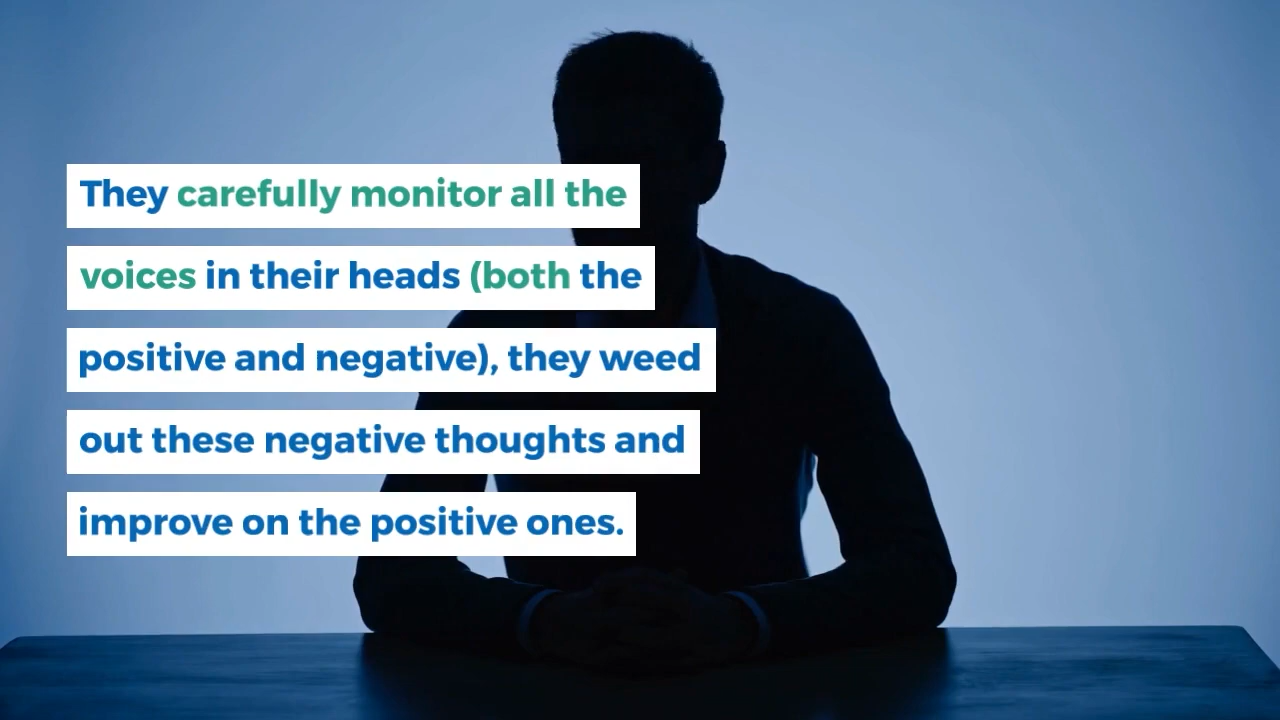 They carefully monitor all the
voices in their heads (both the
positive and negative), they weed
out these negative thoughts and
improve on the positive ones.